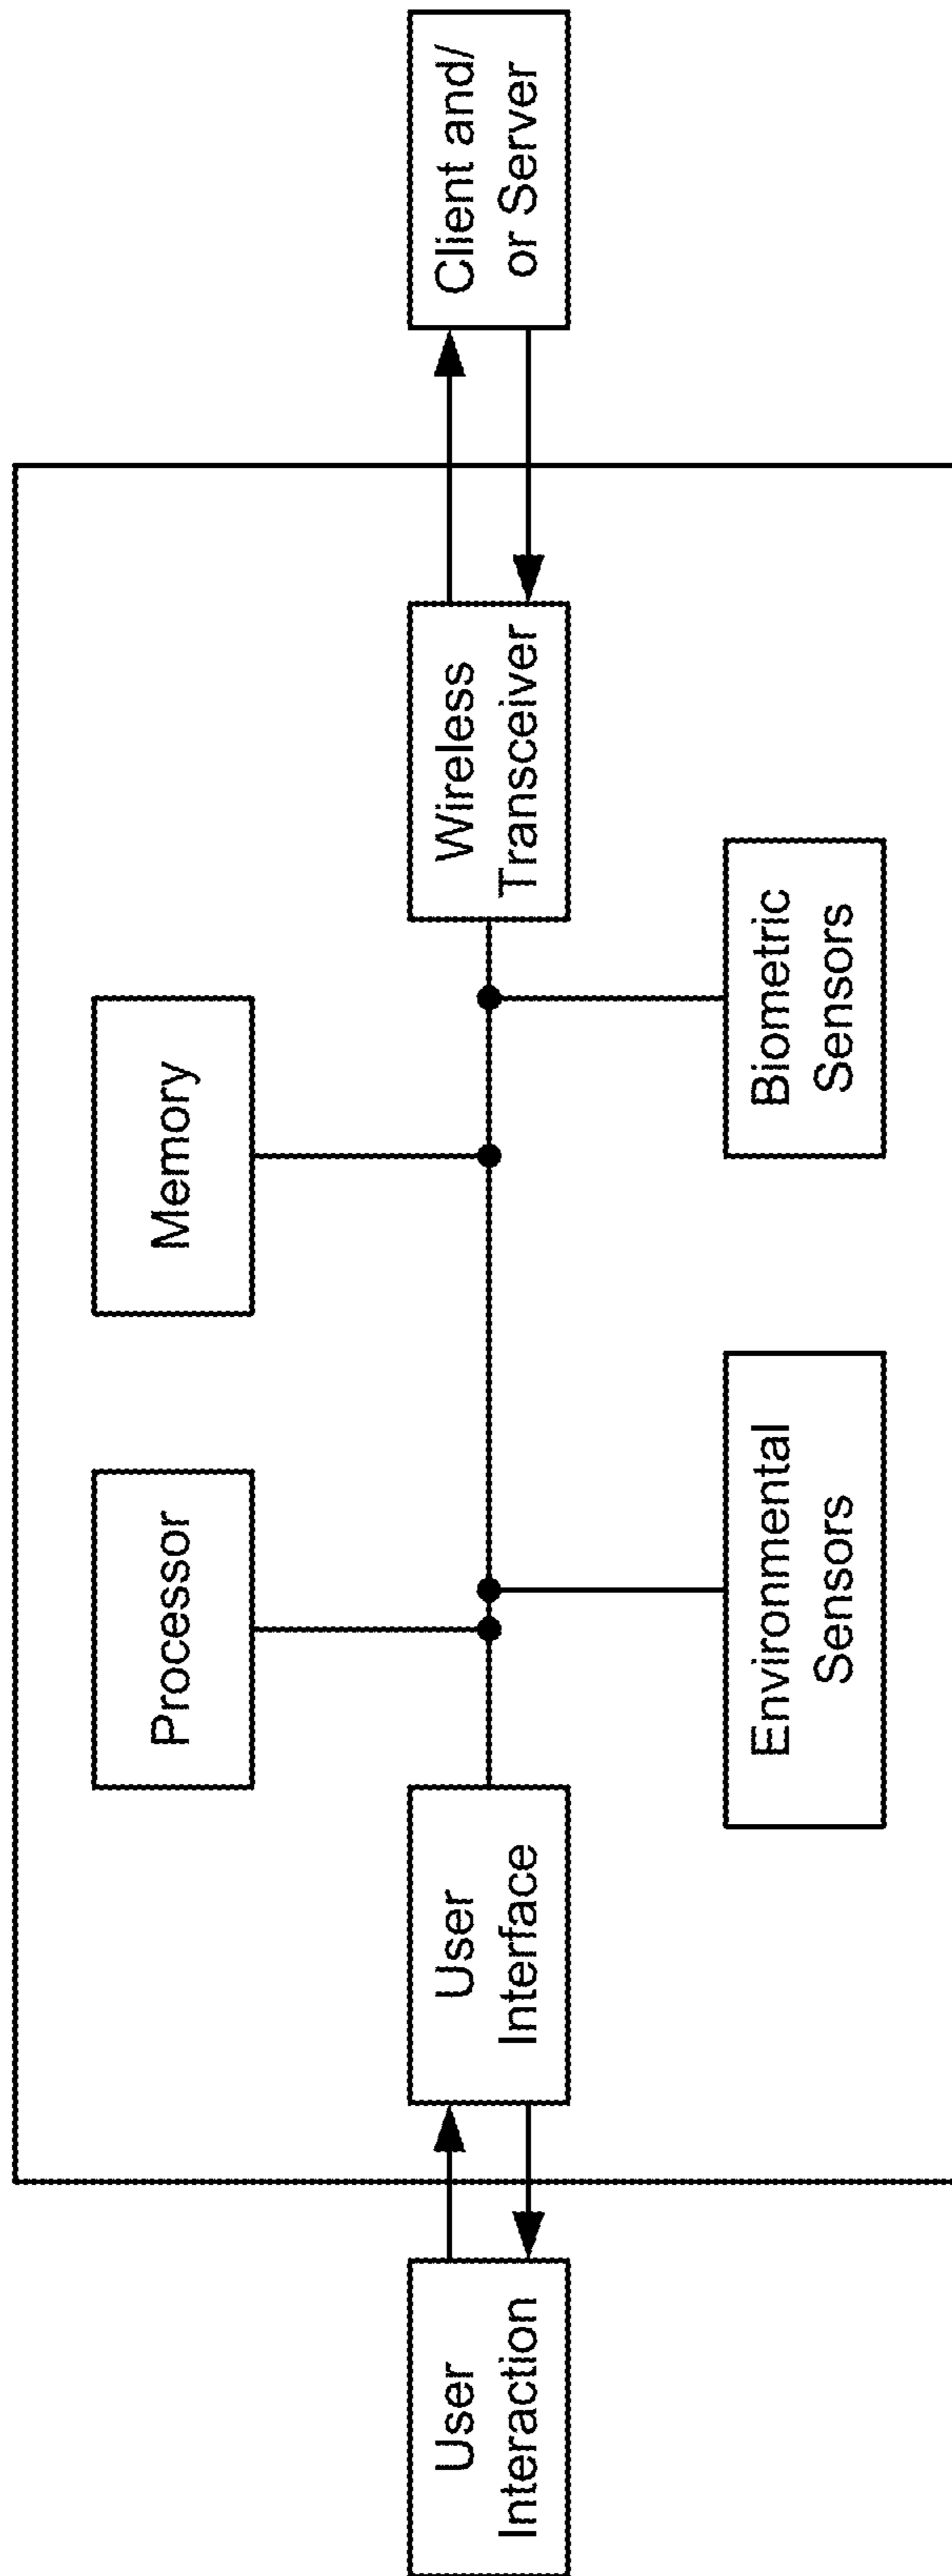 Processor
Memory
User
Interaction
User
Interface
Wireless
Transceiver
Client and/
or Server
Environmental
Sensors
Biometric
Sensors